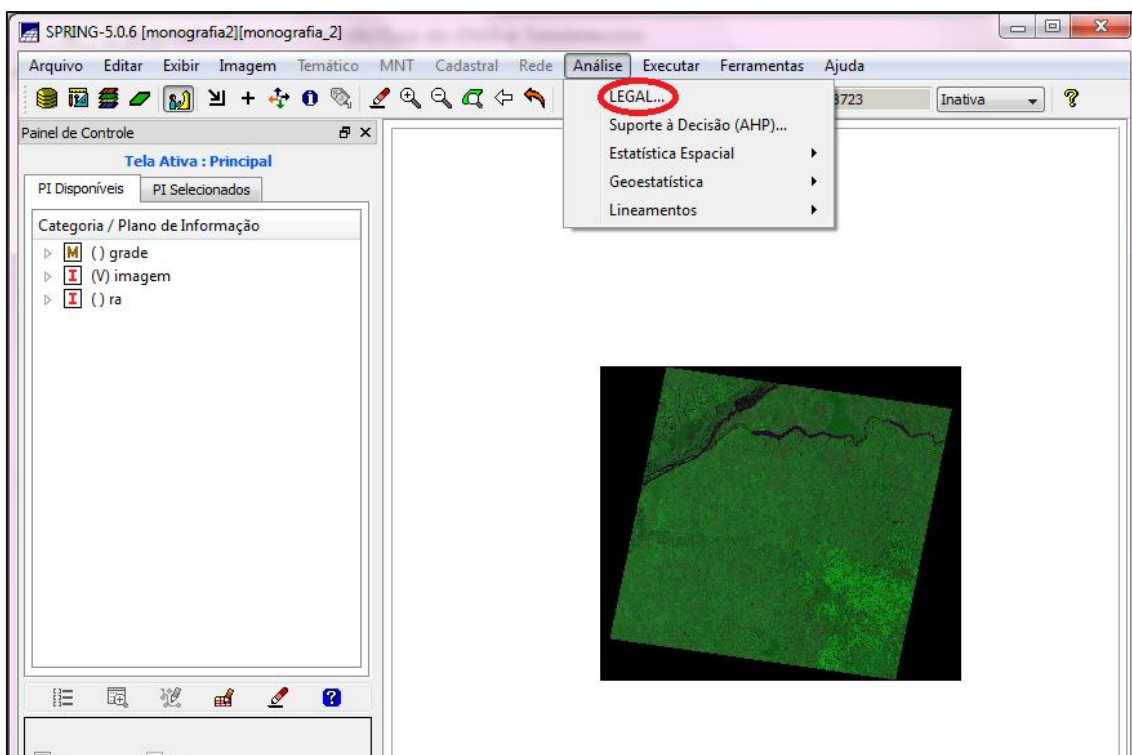 SPRING-5.0.6 [monografia2][monografia_2]
Arquivo Editar Exibir Imagem Temático MNT Cadastral Rede Análise Executar Ferramentas Ajuda
3723 Inativa
LEGAL...
Suporte à Decisão (AHP)...
Estatística Espacial
Geoestatística
Lineamentos
Painel de Controle
Tela Ativa : Principal
PI Disponíveis PI Selecionados
Categoria / Plano de Informação
M ( ) grade
I (V) imagem
I ( ) ra